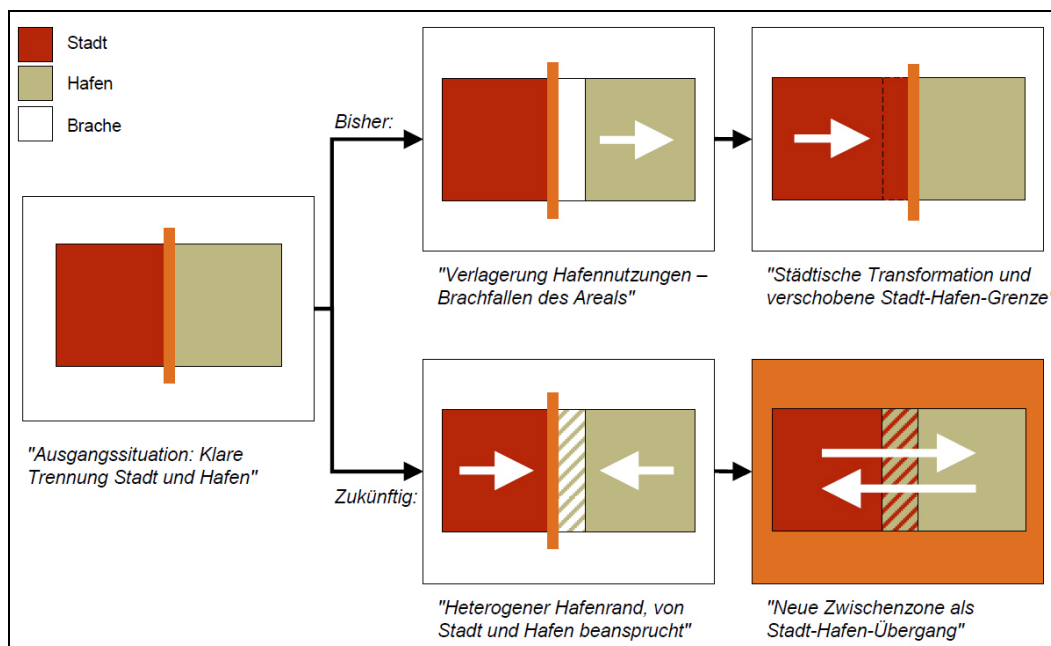 Stadt
Hafen
Brache
Bisher:
"Verlagerung Hafennutzungen –
Brachfallen des Areals"
"Städtische Transformation und
verschobene Stadt-Hafen-Grenze"
"Ausgangssituation: Klare
Trennung Stadt und Hafen"
Zukünftig:
"Heterogener Hafenrand, von
Stadt und Hafen beansprucht"
"Neue Zwischenzone als
Stadt-Hafen-Übergang"